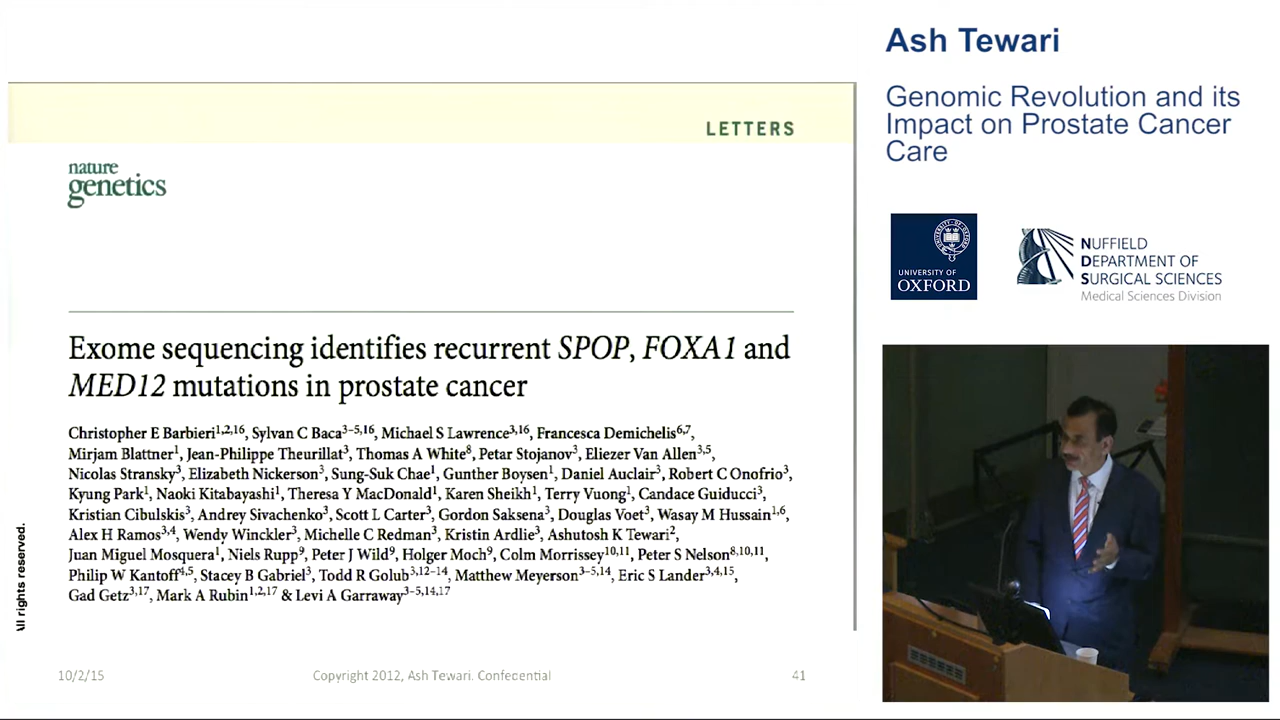 LETTERS
nature
genetics
Exome sequencing identifies recurrent SPOP, FOXA1 and
MED12 mutations in prostate cancer
Christopher E Barbieri1,2,16, Sylvan C Baca3–5,16, Michael S Lawrence3,16, Francesca Demichelis6,7,
Mirjam Blattner1, Jean-Philippe Theurillat3, Thomas A White8, Petar Stojanov3, Eliezer Van Allen3,5,
Nicolas Stransky3, Elizabeth Nickerson3, Sung-Suk Chae1, Gunther Boysen1, Daniel Auclair3, Robert C Onofrio3,
Kyung Park1, Naoki Kitabayashi1, Theresa Y MacDonald1, Karen Sheikh1, Terry Vuong1, Candace Guiducci3,
Kristian Cibulskis3, Andrey Sivachenko3, Scott L Carter3, Gordon Saksena3, Douglas Voet3, Wasay M Hussain1,6,
Alex H Ramos3,4, Wendy Winckler3, Michelle C Redman3, Kristin Ardlie3, Ashutosh K Tewari2,
Juan Miguel Mosquera1, Niels Rupp9, Peter J Wild9, Holger Moch9, Colm Morrissey10,11, Peter S Nelson8,10,11,
Philip W Kantoff4,5, Stacey B Gabriel3, Todd R Golub3,12–14, Matthew Meyerson3–5,14, Eric S Lander3,4,15,
Gad Getz3,17, Mark A Rubin1,2,17 & Levi A Garraway3–5,14,17
ll rights reserved.
10/2/15
Copyright 2012, Ash Tewari. Confedential
41
Ash Tewari
Genomic Revolution and its
Impact on Prostate Cancer
Care
UNIVERSITY OF
OXFORD
NUFFIELD
DEPARTMENT OF
SURGICAL SCIENCES
Medical Sciences Division